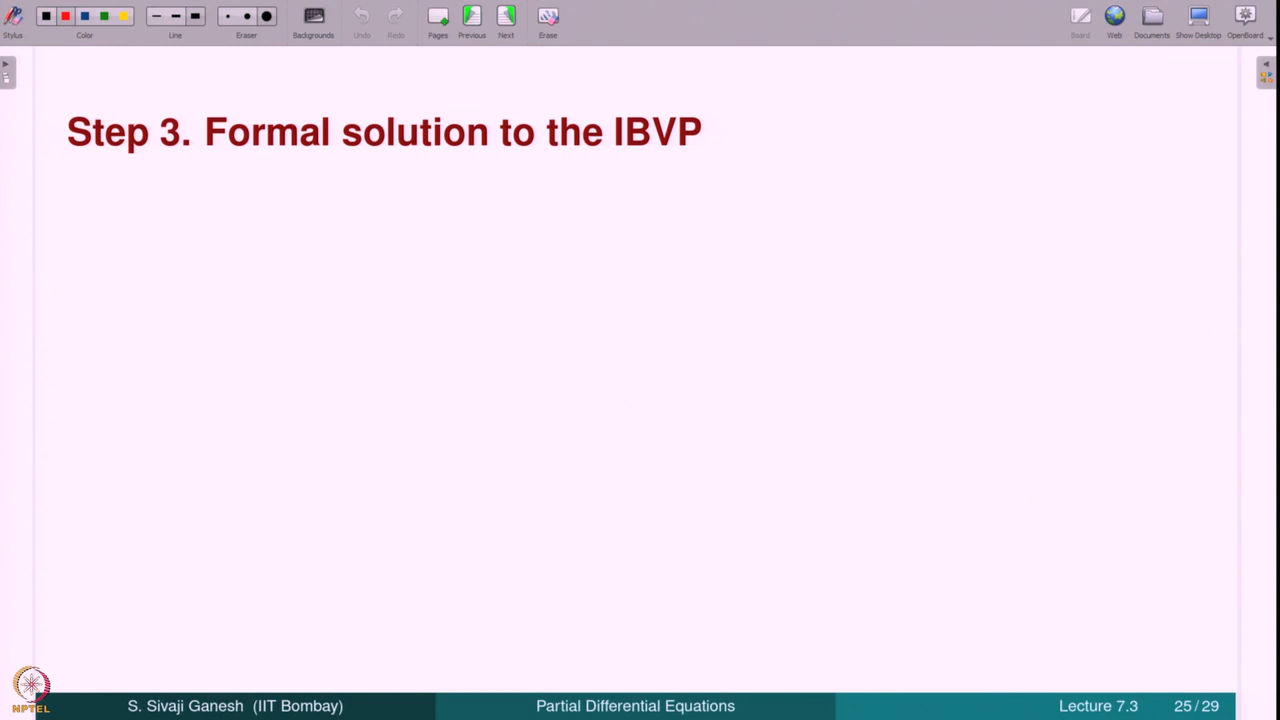 Stylus
Color
Line
Eraser
Backgrounds
Undo
Redo
Pages
Previous
Next
Erase
Board
Web
Documents
Show Desktop
OpenBoard
Step 3. Formal solution to the IBVP
NPTEL
S. Sivaji Ganesh (IIT Bombay)
Partial Differential Equations
Lecture 7.3
25/29